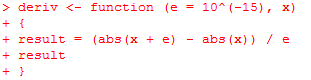 > deriv <- function (e = 10^(-15), x)
+ {
+ result = (abs(x + e) - abs(x)) / e
+ result
+ }